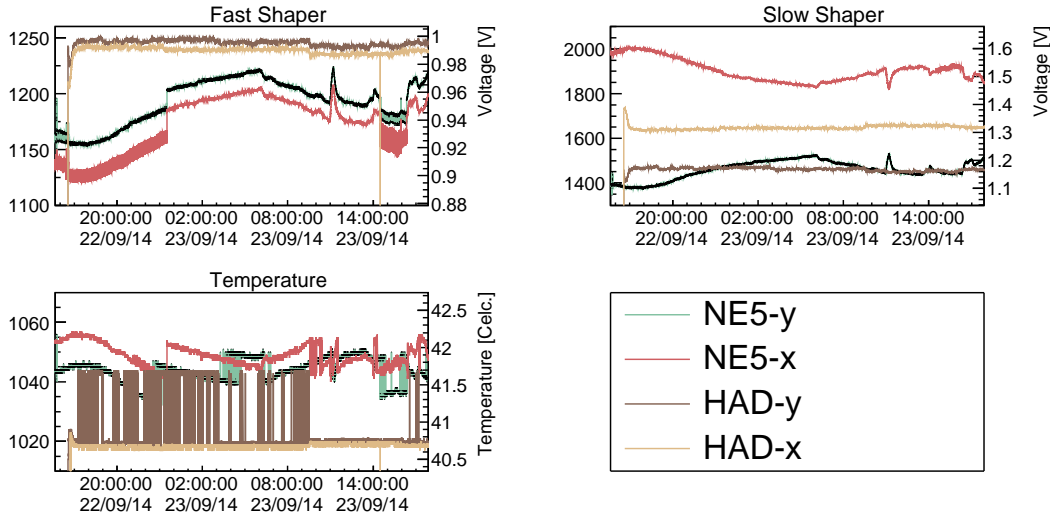 Fast Shaper
1250
1200
1150
1100
1
0.98
0.96
0.94
0.92
0.9
0.88
Voltage [V]
20:00:00 02:00:00 08:00:00 14:00:00
22/09/14 23/09/14 23/09/14 23/09/14
Slow Shaper
2000
1800
1600
1400
1.6
1.5
1.4
1.3
1.2
1.1
Voltage [V]
20:00:00 02:00:00 08:00:00 14:00:00
22/09/14 23/09/14 23/09/14 23/09/14
Temperature
1060
1040
1020
42.5
42
41.5
41
40.5
Temperature [Celc.]
20:00:00 02:00:00 08:00:00 14:00:00
22/09/14 23/09/14 23/09/14 23/09/14
NE5-y
NE5-x
HAD-y
HAD-x